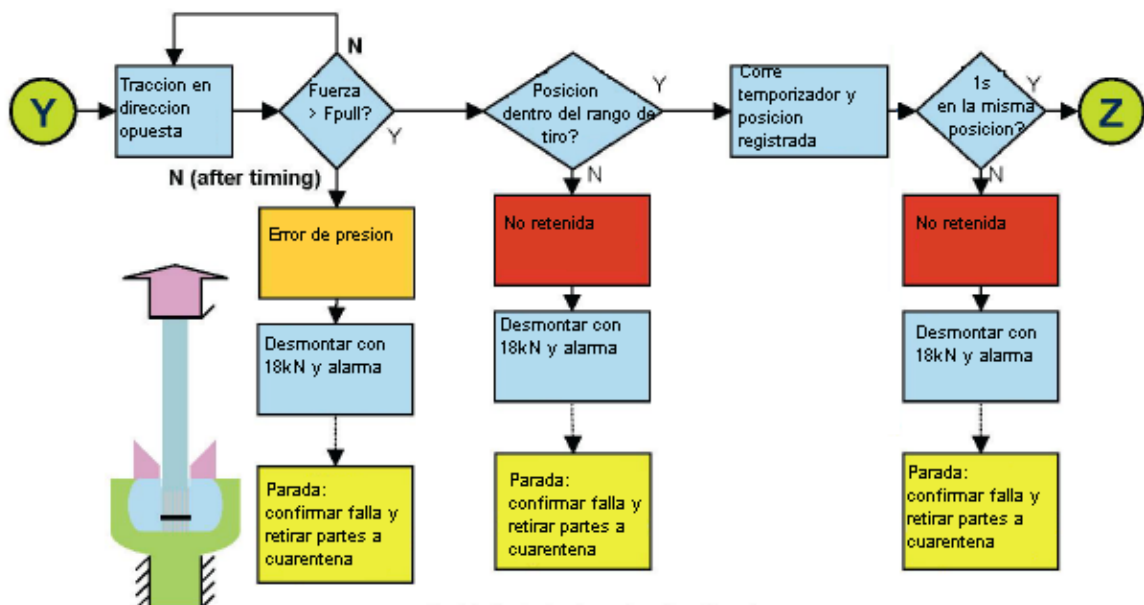 Y
Traccion en
direccion
opuesta
N
Fuerza
> Fpull?
Y
N (after timing)
Posicion
dentro del rango de
tiro?
Y
N
Corre
temporizador y
posicion
registrada
1s
en la misma
posicion?
Y
N
Z
Error de presion
No retenida
No retenida
Desmontar con
18kN y alarma
Desmontar con
18kN y alarma
Desmontar con
18kN y alarma
Parada:
confirmar falla y
retirar partes a
cuarentena
Parada:
confirmar falla y
retirar partes a
cuarentena
Parada:
confirmar falla y
retirar partes a
cuarentena